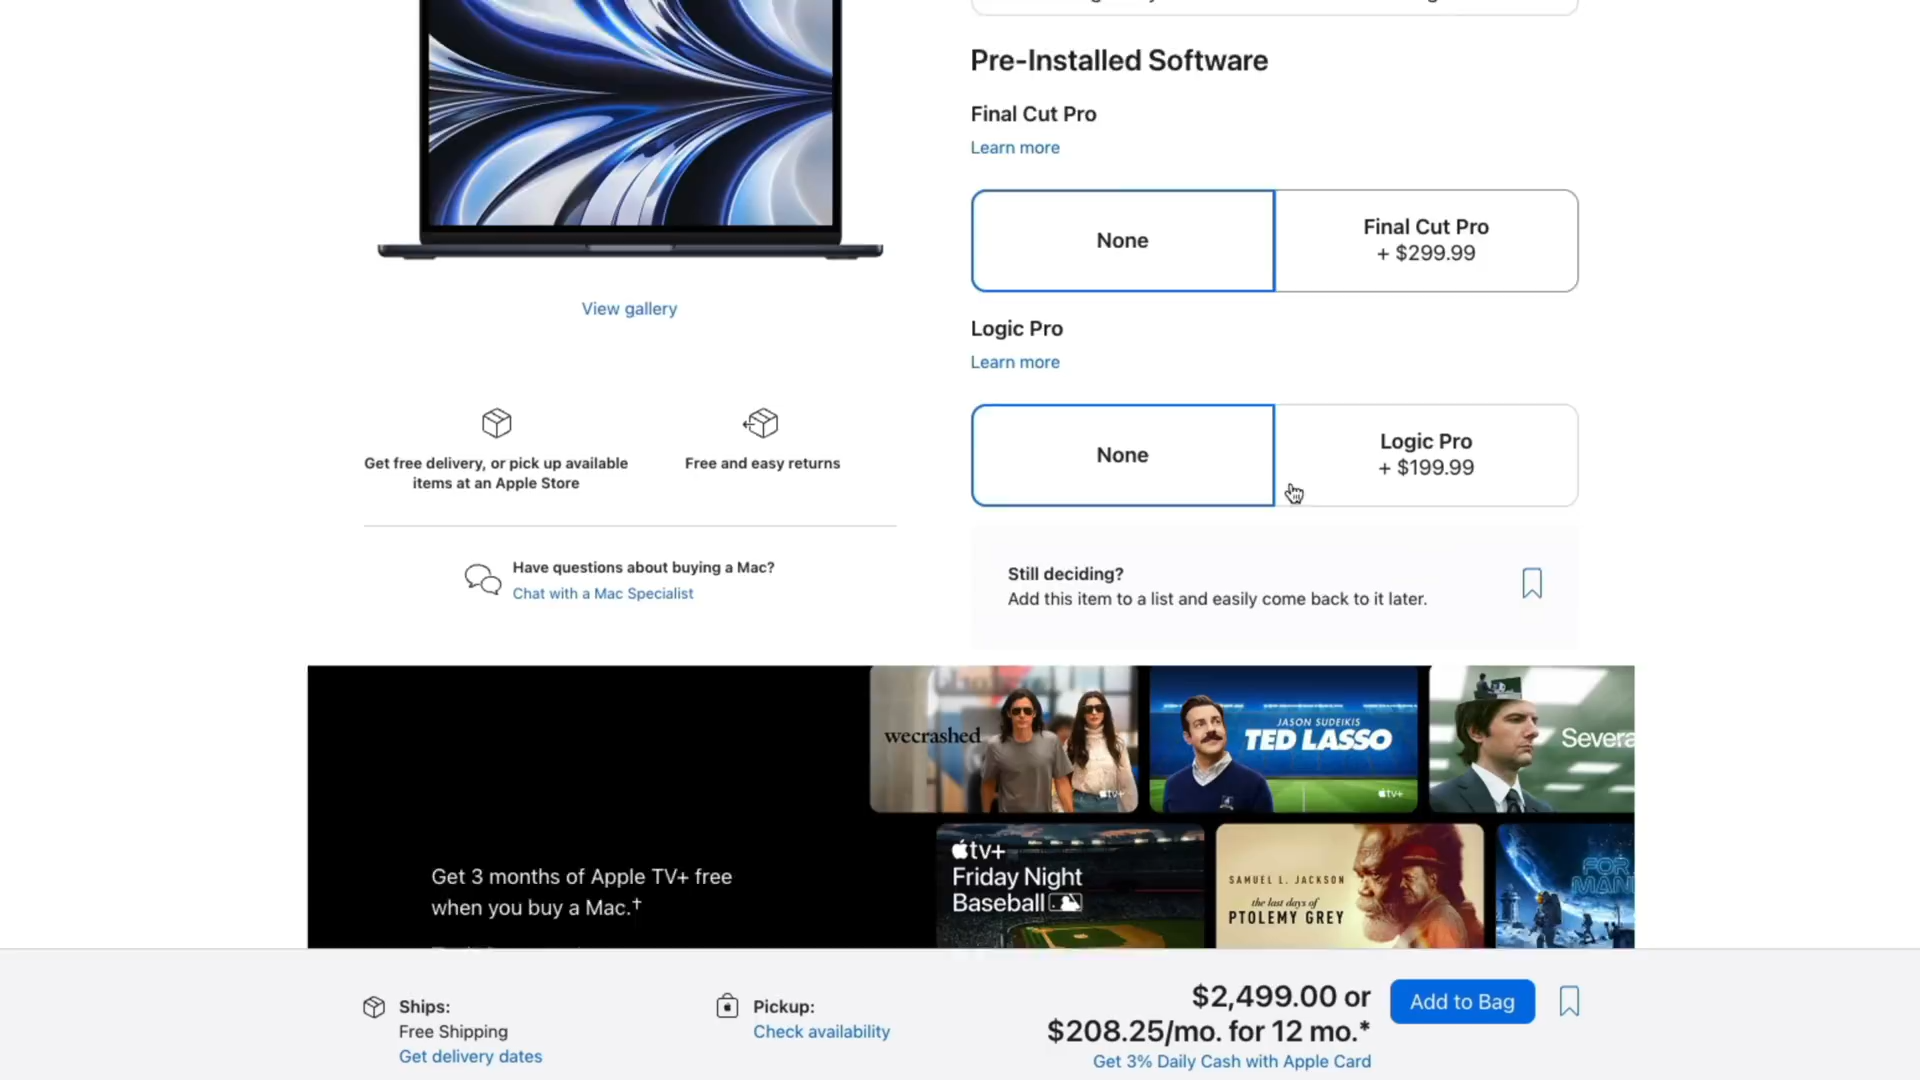 Pre-Installed Software
Final Cut Pro
Learn more
None
Final Cut Pro
+ $299.99
View gallery
Logic Pro
Learn more
None
Logic Pro
+ $199.99
Get free delivery, or pick up available
items at an Apple Store
Free and easy returns
Have questions about buying a Mac?
Chat with a Mac Specialist
Still deciding?
Add this item to a list and easily come back to it later.
wecrashed
tv+
JASON SUDEIKIS
TED LASSO
tv+
Severa
Get 3 months of Apple TV+ free
when you buy a Mac.†
tv+
Friday Night
Baseball
SAMUEL L. JACKSON
the last days of
PTOLEMY GREY
FOR
MAN
Ships:
Free Shipping
Get delivery dates
Pickup:
Check availability
$2,499.00 or
$208.25/mo. for 12 mo.*
Get 3% Daily Cash with Apple Card
Add to Bag